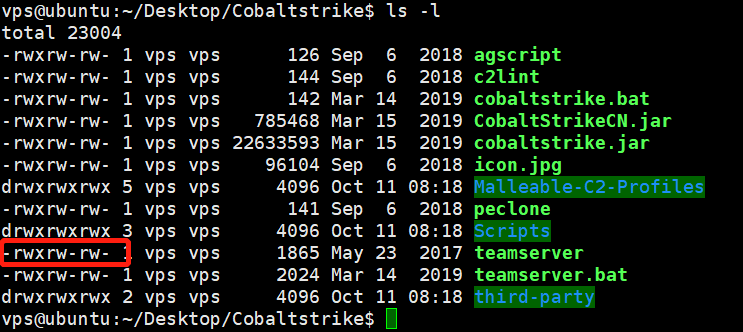 vps@ubuntu:~/Desktop/Cobaltstrike$ ls -l
total 23004
-rwxrw-rw- 1 vps vps 126 Sep 6 2018 agscript
-rwxrw-rw- 1 vps vps 144 Sep 6 2018 c2lint
-rwxrw-rw- 1 vps vps 142 Mar 14 2019 cobaltstrike.bat
-rwxrw-rw- 1 vps vps 785468 Mar 15 2019 CobaltStrikeCN.jar
-rwxrw-rw- 1 vps vps 22633593 Mar 15 2019 cobaltstrike.jar
-rwxrw-rw- 1 vps vps 96104 Sep 6 2018 icon.jpg
drwxrwxrwx 5 vps vps 4096 Oct 11 08:18 Malleable-C2-Profiles
-rwxrw-rw- 1 vps vps 141 Sep 6 2018 peclone
drwxrwxrwx 3 vps vps 4096 Oct 11 08:18 Scripts
-rwxrw-rw- 1 vps vps 1865 May 23 2017 teamserver
-rwxrw-rw- 1 vps vps 2024 Mar 14 2019 teamserver.bat
drwxrwxrwx 2 vps vps 4096 Oct 11 08:18 third-party
vps@ubuntu:~/Desktop/Cobaltstrike$